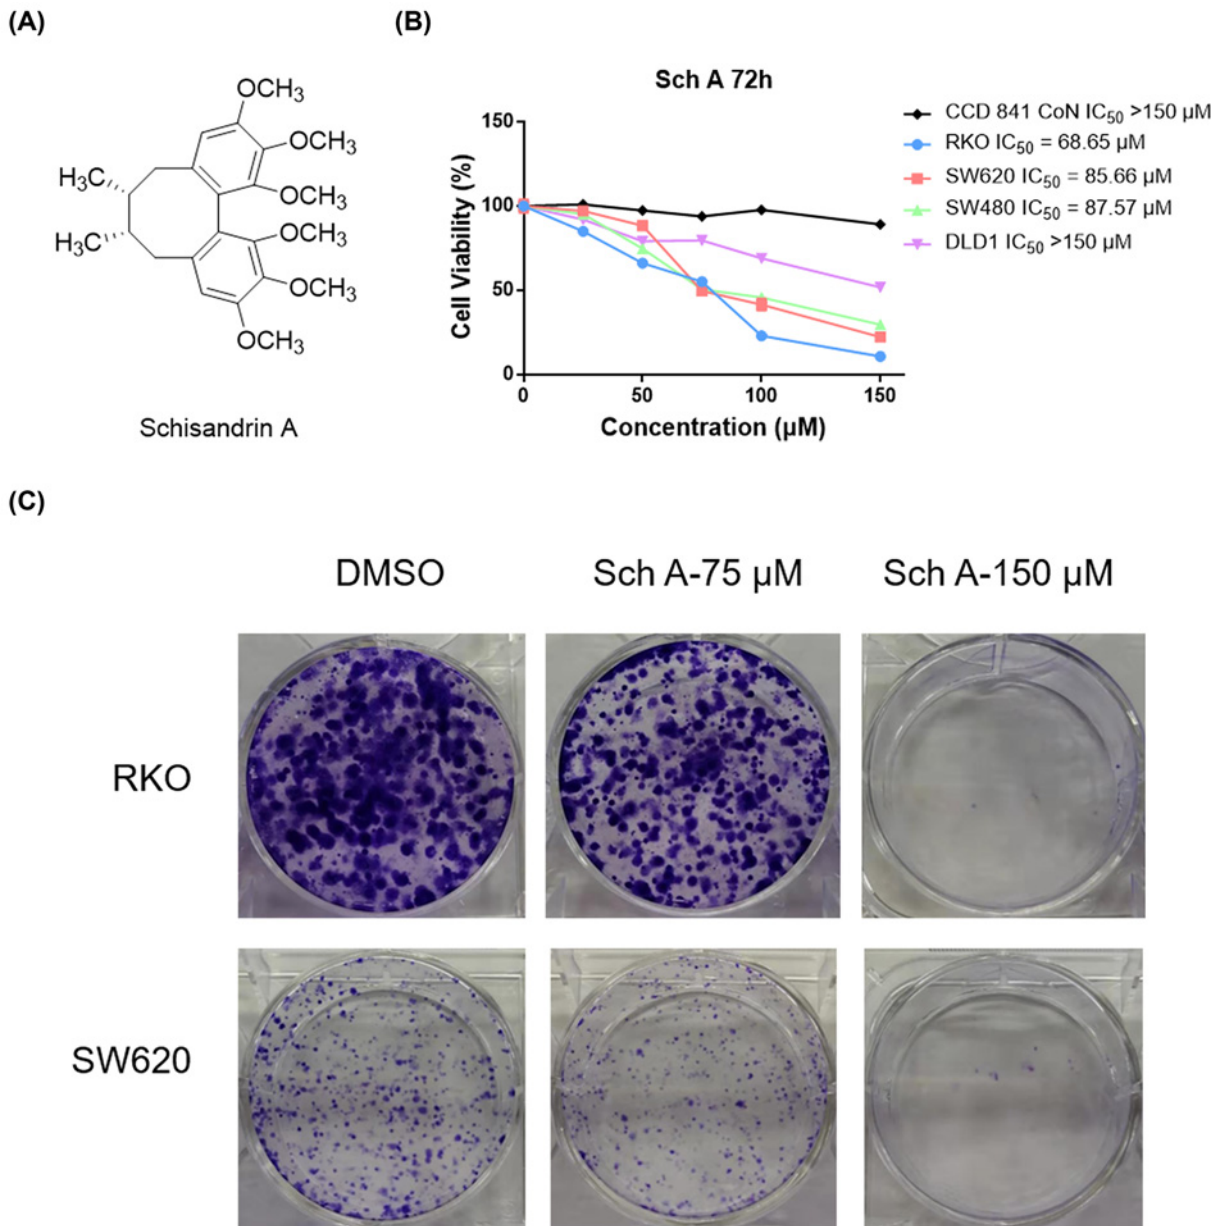 (A)
OCH3
OCH3
OCH3
H3C
H3C
OCH3
OCH3
OCH3
Schisandrin A
(B)
Sch A 72h
Cell Viability (%)
150
100
50
0
0 50 100 150
Concentration (µM)
CCD 841 CoN IC50 >150 µM
RKO IC50 = 68.65 µM
SW620 IC50 = 85.66 µM
SW480 IC50 = 87.57 µM
DLD1 IC50 >150 µM
(C)
DMSO Sch A-75 µM Sch A-150 µM
RKO
SW620